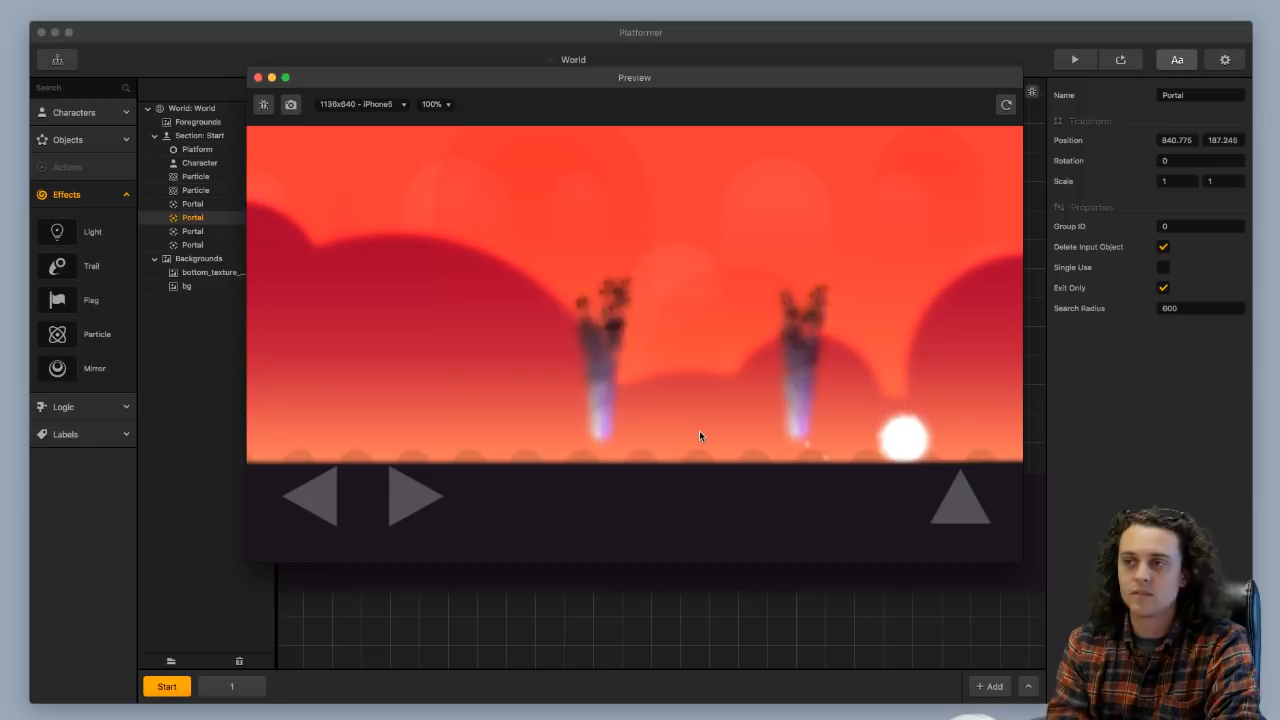 Platformer
World
Aa
Preview
1136x640 - iPhone5
100%
Search
Characters
Objects
Actions
Effects
Light
Trail
Flag
Particle
Mirror
Logic
Labels
World: World
Foregrounds
Section: Start
Platform
Character
Particle
Particle
Portal
Portal
Portal
Portal
Backgrounds
bottom_texture_...
bg
Name Portal
Transform
Position 840.775 187.245
Rotation 0
Scale 1 1
Properties
Group ID 0
Delete Input Object
Single Use
Exit Only
Search Radius 600
Start 1
+ Add